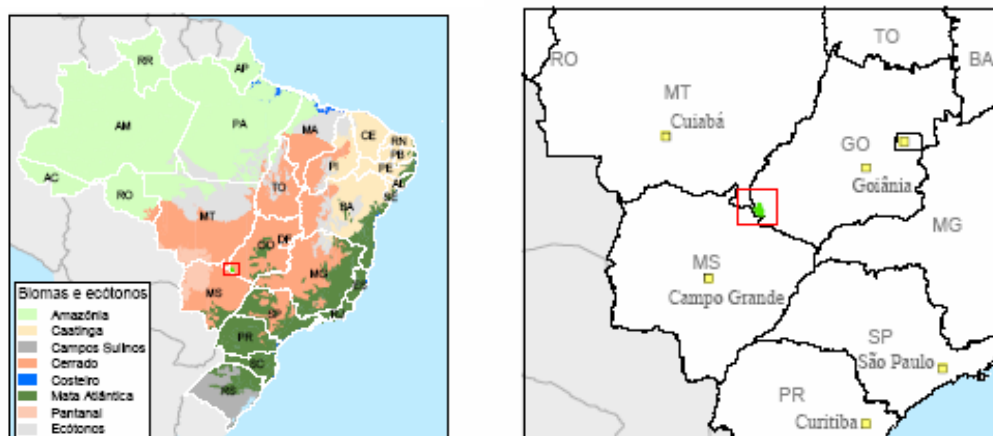 RR
AP
AM
PA
MA
CE
RN
PB
PI
PE
AL
SE
AC
RO
TO
BA
MT
GO
DF
MG
ES
MS
SP
RJ
PR
SC
RS
Biomas e ecótonos
Amazônia
Caatinga
Campos Sulinos
Cerrado
Costeiro
Mata Atlântica
Pantanal
Ecótonos
TO
BA
RO
MT
Cuiabá
GO
Goiânia
MG
MS
Campo Grande
SP
São Paulo
PR
Curitiba